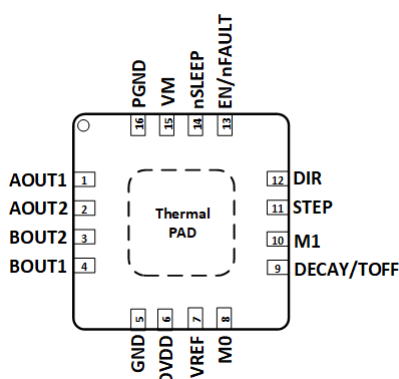 PGND
VM
nSLEEP
EN/nFAULT
16
15
14
13
AOUT1 1
AOUT2 2
BOUT2 3
BOUT1 4
Thermal
PAD
12 DIR
11 STEP
10 M1
9 DECAY/TOFF
5
6
7
8
GND
DVDD
VREF
M0